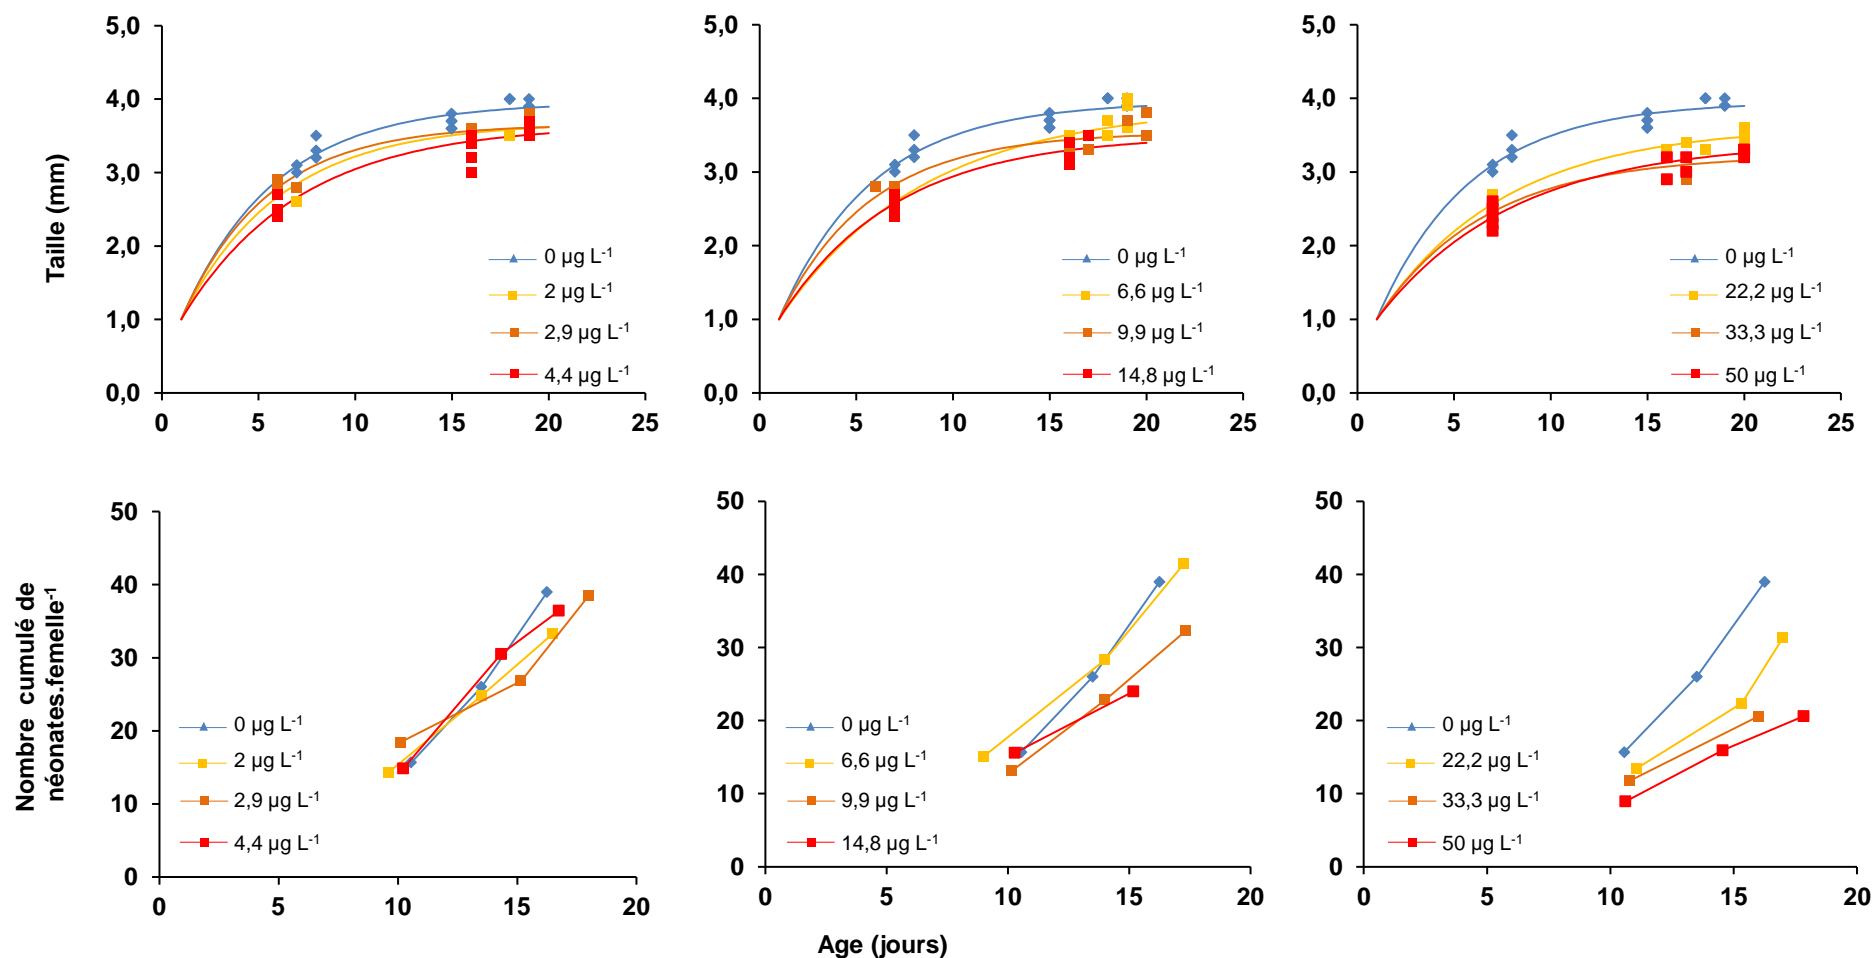 5,0
4,0
3,0
2,0
1,0
0,0
0 5 10 15 20 25
Taille (mm)
0 µg L-1
2 µg L-1
2,9 µg L-1
4,4 µg L-1
5,0
4,0
3,0
2,0
1,0
0,0
0 5 10 15 20 25
0 µg L-1
6,6 µg L-1
9,9 µg L-1
14,8 µg L-1
5,0
4,0
3,0
2,0
1,0
0,0
0 5 10 15 20 25
0 µg L-1
22,2 µg L-1
33,3 µg L-1
50 µg L-1
Nombre cumulé de
néonates.femelle-1
50
40
30
20
10
0
0 5 10 15 20
0 µg L-1
2 µg L-1
2,9 µg L-1
4,4 µg L-1
50
40
30
20
10
0
0 5 10 15 20
0 µg L-1
6,6 µg L-1
9,9 µg L-1
14,8 µg L-1
50
40
30
20
10
0
0 5 10 15 20
0 µg L-1
22,2 µg L-1
33,3 µg L-1
50 µg L-1
Age (jours)